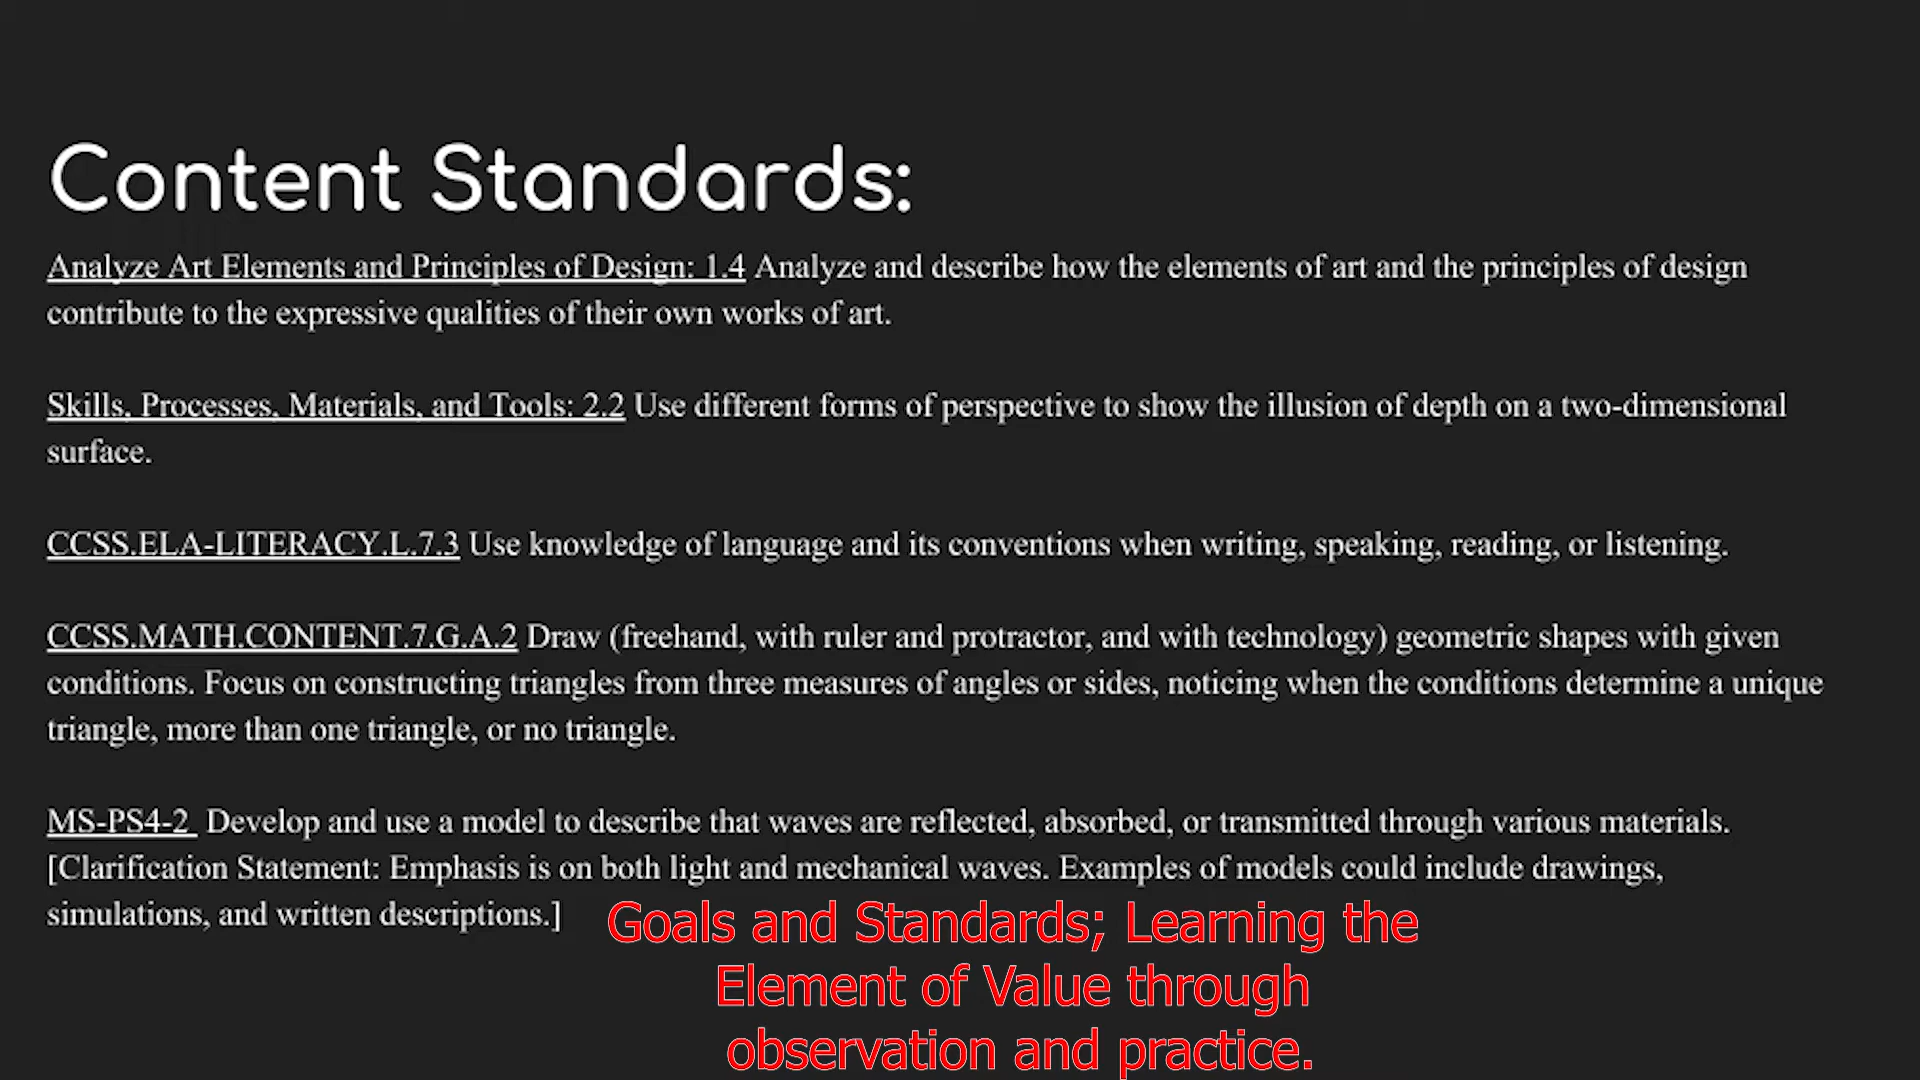 Content Standards:
Analyze Art Elements and Principles of Design: 1.4 Analyze and describe how the elements of art and the principles of design
contribute to the expressive qualities of their own works of art.
Skills, Processes, Materials, and Tools: 2.2 Use different forms of perspective to show the illusion of depth on a two-dimensional
surface.
CCSS.ELA-LITERACY.L.7.3 Use knowledge of language and its conventions when writing, speaking, reading, or listening.
CCSS.MATH.CONTENT.7.G.A.2 Draw (freehand, with ruler and protractor, and with technology) geometric shapes with given
conditions. Focus on constructing triangles from three measures of angles or sides, noticing when the conditions determine a unique
triangle, more than one triangle, or no triangle.
MS-PS4-2 Develop and use a model to describe that waves are reflected, absorbed, or transmitted through various materials.
[Clarification Statement: Emphasis is on both light and mechanical waves. Examples of models could include drawings,
simulations, and written descriptions.]
Goals and Standards; Learning the
Element of Value through
observation and practice.